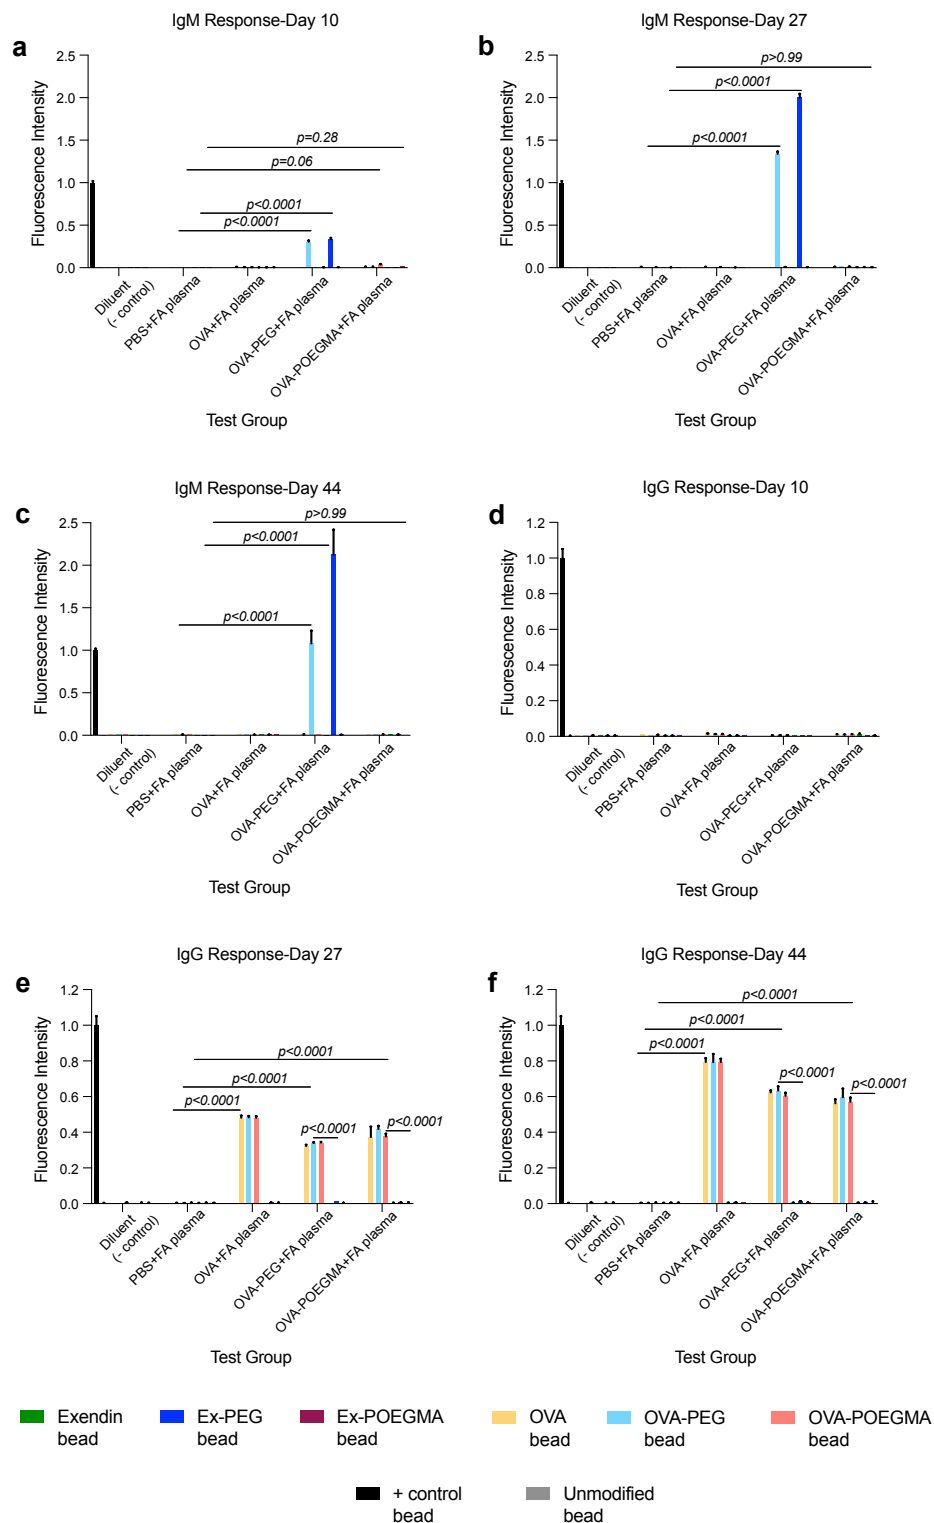 IgM Response-Day 10
a
Fluorescence Intensity
2.5
2.0
1.5
1.0
0.5
0.0
p=0.28
p=0.06
p<0.0001
p<0.0001
Diluent
(- control)
PBS+FA plasma
OVA+FA plasma
OVA-PEG+FA plasma
OVA-POEGMA+FA plasma
Test Group
IgM Response-Day 27
b
Fluorescence Intensity
2.5
2.0
1.5
1.0
0.5
0.0
p>0.99
p<0.0001
p<0.0001
Diluent
(- control)
PBS+FA plasma
OVA+FA plasma
OVA-PEG+FA plasma
OVA-POEGMA+FA plasma
Test Group
IgM Response-Day 44
c
Fluorescence Intensity
2.5
2.0
1.5
1.0
0.5
0.0
p>0.99
p<0.0001
p<0.0001
Diluent
(- control)
PBS+FA plasma
OVA+FA plasma
OVA-PEG+FA plasma
OVA-POEGMA+FA plasma
Test Group
IgG Response-Day 10
d
Fluorescence Intensity
1.2
1.0
0.8
0.6
0.4
0.2
0.0
Diluent
(- control)
PBS+FA plasma
OVA+FA plasma
OVA-PEG+FA plasma
OVA-POEGMA+FA plasma
Test Group
IgG Response-Day 27
e
Fluorescence Intensity
1.2
1.0
0.8
0.6
0.4
0.2
0.0
p<0.0001
p<0.0001
p<0.0001
p<0.0001
p<0.0001
Diluent
(- control)
PBS+FA plasma
OVA+FA plasma
OVA-PEG+FA plasma
OVA-POEGMA+FA plasma
Test Group
IgG Response-Day 44
f
Fluorescence Intensity
1.2
1.0
0.8
0.6
0.4
0.2
0.0
p<0.0001
p<0.0001
p<0.0001
p<0.0001
p<0.0001
Diluent
(- control)
PBS+FA plasma
OVA+FA plasma
OVA-PEG+FA plasma
OVA-POEGMA+FA plasma
Test Group
Exendin
bead
Ex-PEG
bead
Ex-POEGMA
bead
OVA
bead
OVA-PEG
bead
OVA-POEGMA
bead
+ control
bead
Unmodified
bead